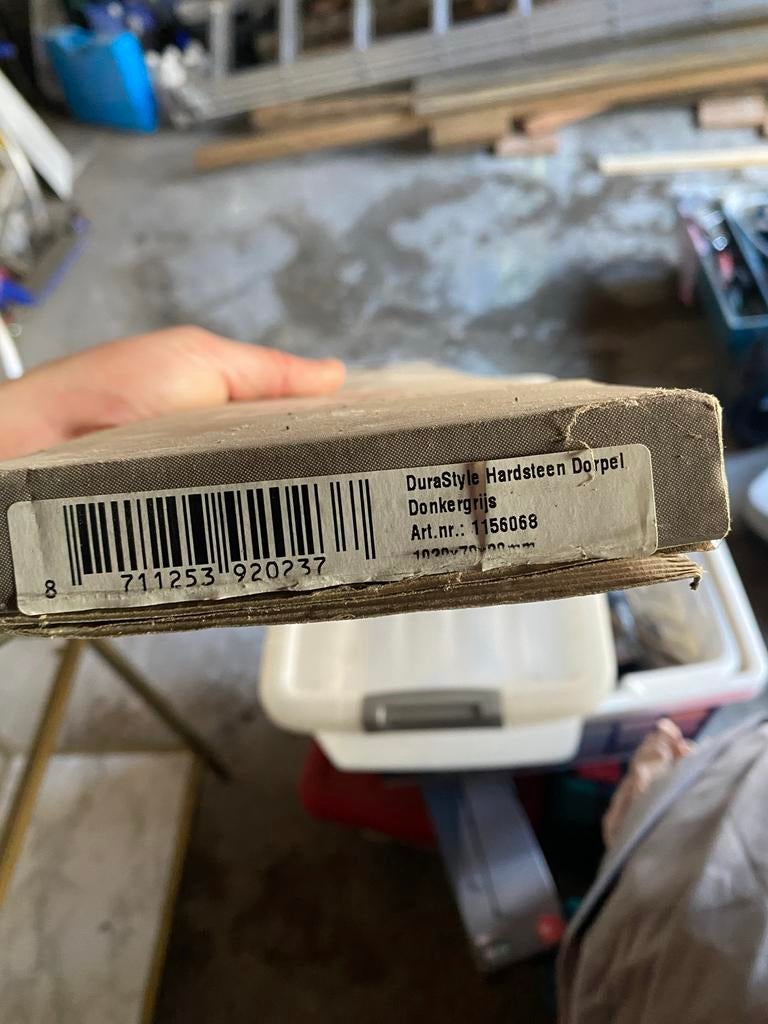 DuraStyle Hardsteen Dorpel
Donkergrijs
Art.nr.: 1156068
8 711253 920237